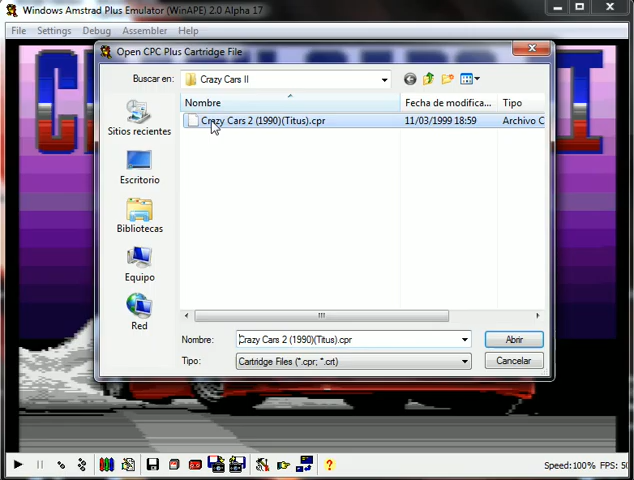 Windows Amstrad Plus Emulator (WinAPE) 2.0 Alpha 17
File Settings Debug Assembler Help
Open CPC Plus Cartridge File
Buscar en: Crazy Cars II
Nombre Fecha de modifica... Tipo
Crazy Cars 2 (1990)(Titus).cpr 11/03/1999 18:59 Archivo C
Sitios recientes
Escritorio
Bibliotecas
Equipo
Red
Nombre: Crazy Cars 2 (1990)(Titus).cpr Abrir
Tipo: Cartridge Files (*.cpr; *.crt) Cancelar
Speed:100% FPS: 50